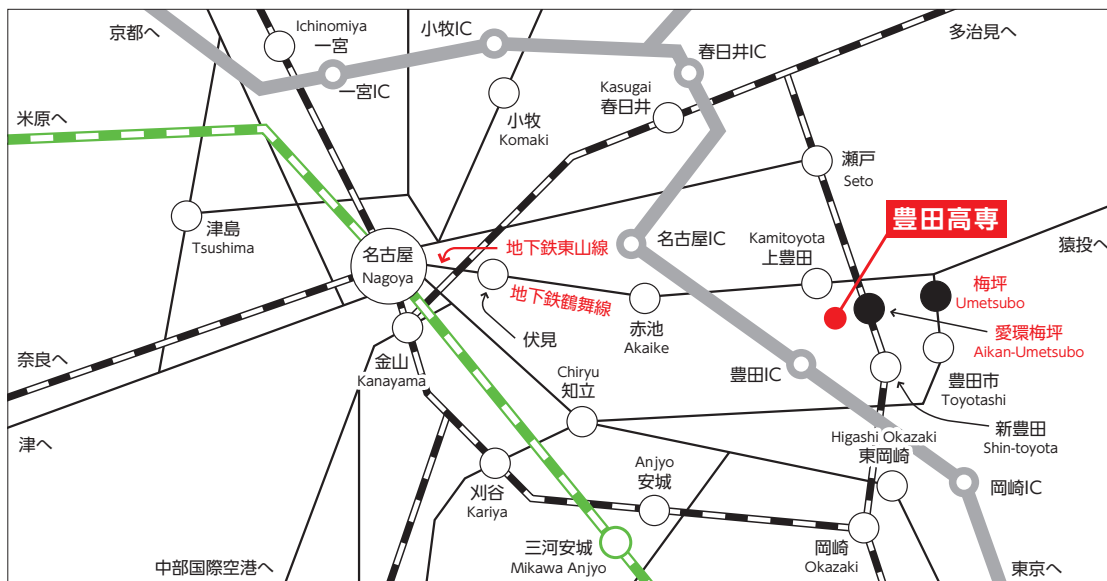 京都へ
Ichinomiya
一宮
小牧IC
春日井IC
多治見へ
一宮IC
小牧
Komaki
Kasugai
春日井
米原へ
瀬戸
Seto
津島
Tsushima
豊田高専
名古屋
Nagoya
地下鉄東山線
名古屋IC
Kamitoyota
上豊田
猿投へ
地下鉄鶴舞線
梅坪
Umetsubo
伏見
赤池
Akaike
愛環梅坪
Aikan-Umetsubo
奈良へ
金山
Kanayama
Chiryu
知立
豊田IC
豊田市
Toyotashi
津へ
新豊田
Shin-toyota
Higashi Okazaki
東岡崎
刈谷
Kariya
Anjyo
安城
岡崎IC
三河安城
Mikawa Anjyo
岡崎
Okazaki
中部国際空港へ
東京へ